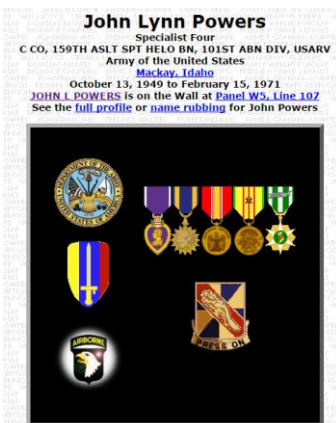 John Lynn Powers
Specialist Four
C CO, 159TH ASLT SPT HELO BN, 101ST ABN DIV, USARV
Army of the United States
Mackay, Idaho
October 13, 1949 to February 15, 1971
JOHN L POWERS is on the Wall at Panel W5, Line 107
See the full profile or name rubbing for John Powers
AIRBORNE
PRESS ON